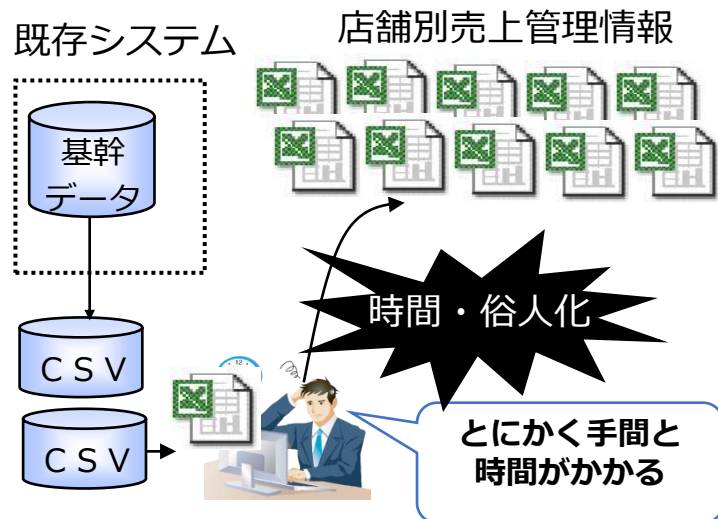 既存システム
店舗別売上管理情報
基幹
データ
ＣＳＶ
ＣＳＶ
時間・俗人化
とにかく手間と
時間がかかる